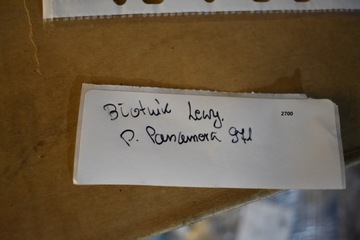 Błotnik Lewy.
2700
P. Panamera 971